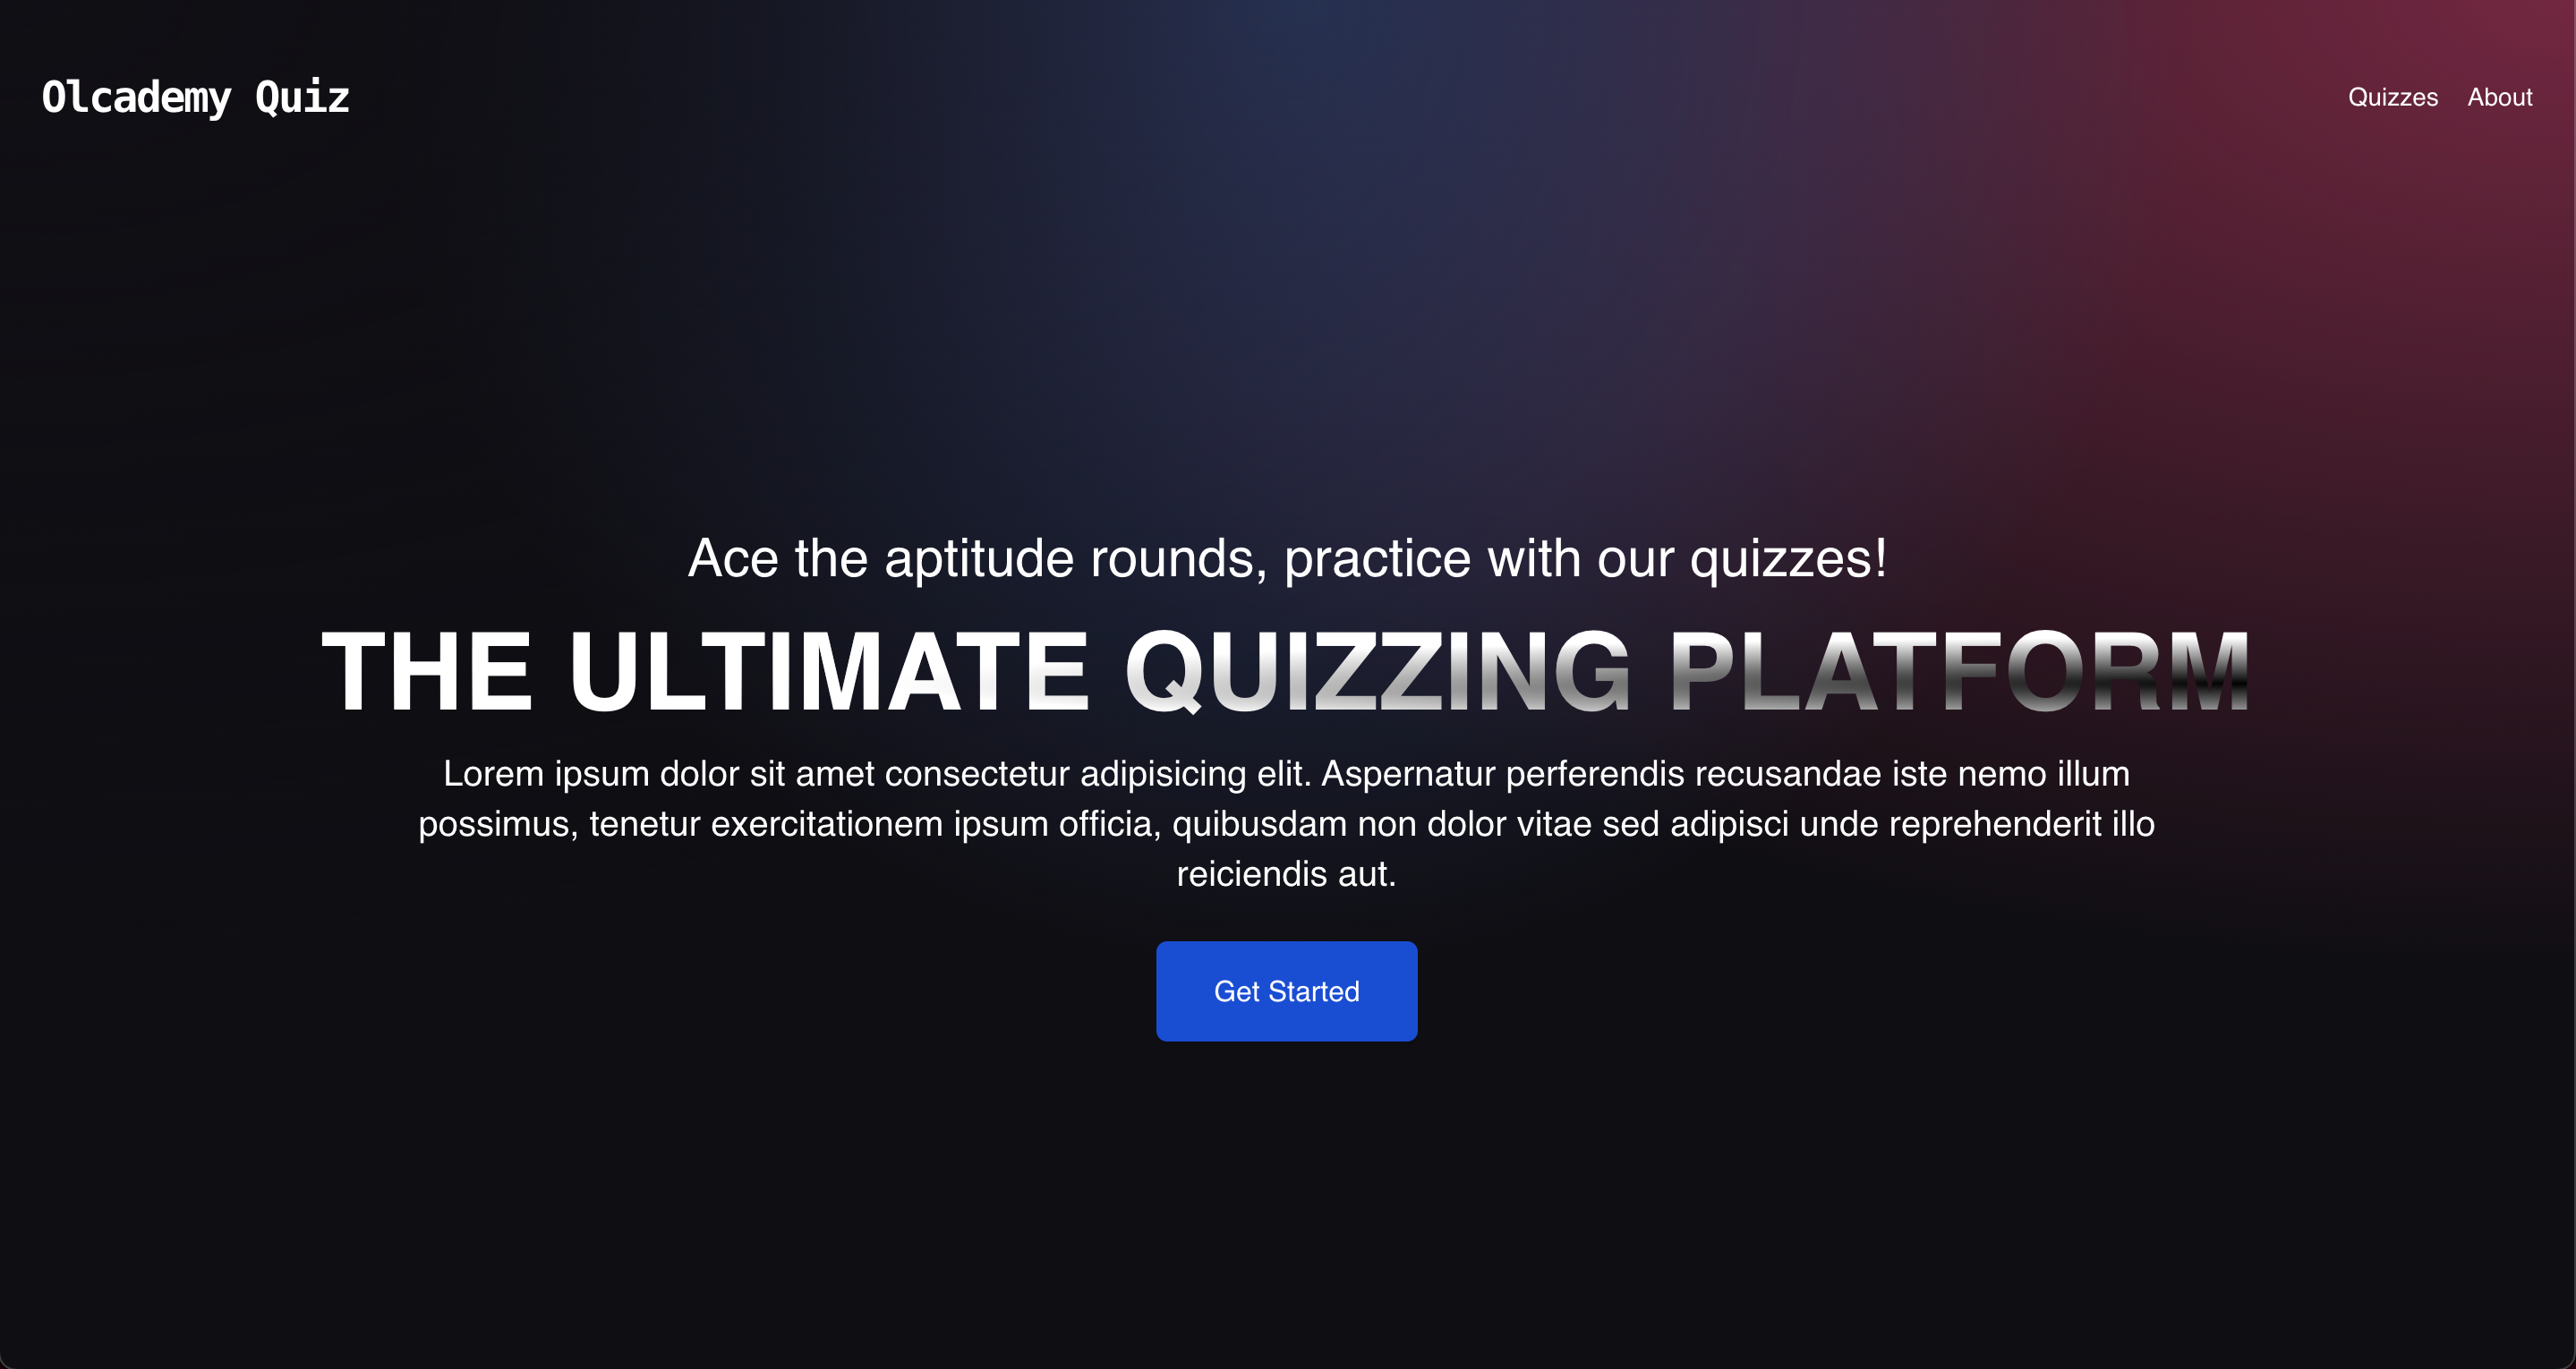 Olcademy Quiz
Quizzes About
Ace the aptitude rounds, practice with our quizzes!
THE ULTIMATE QUIZZING PLATFORM
Lorem ipsum dolor sit amet consectetur adipisicing elit. Aspernatur perferendis recusandae iste nemo illum
possimus, tenetur exercitationem ipsum officia, quibusdam non dolor vitae sed adipisci unde reprehenderit illo
reiciendis aut.
Get Started